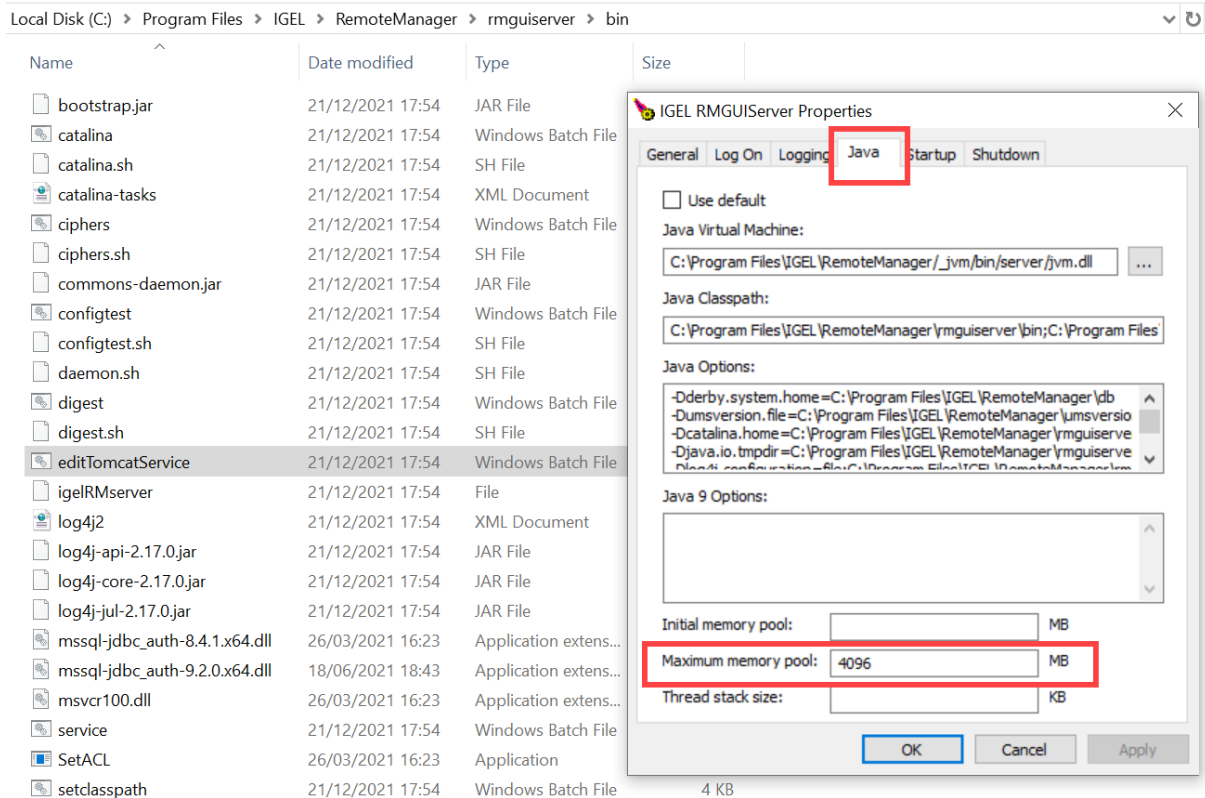 Local Disk (C:) > Program Files > IGEL > RemoteManager > rmguiserver > bin
Name Date modified Type Size
bootstrap.jar 21/12/2021 17:54 JAR File
catalina 21/12/2021 17:54 Windows Batch File
catalina.sh 21/12/2021 17:54 SH File
catalina-tasks 21/12/2021 17:54 XML Document
ciphers 21/12/2021 17:54 Windows Batch File
ciphers.sh 21/12/2021 17:54 SH File
commons-daemon.jar 21/12/2021 17:54 JAR File
configtest 21/12/2021 17:54 Windows Batch File
configtest.sh 21/12/2021 17:54 SH File
daemon.sh 21/12/2021 17:54 SH File
digest 21/12/2021 17:54 Windows Batch File
digest.sh 21/12/2021 17:54 SH File
editTomcatService 21/12/2021 17:54 Windows Batch File
igelRMserver 21/12/2021 17:54 File
log4j2 21/12/2021 17:54 XML Document
log4j-api-2.17.0.jar 21/12/2021 17:54 JAR File
log4j-core-2.17.0.jar 21/12/2021 17:54 JAR File
log4j-jul-2.17.0.jar 21/12/2021 17:54 JAR File
mssql-jdbc_auth-8.4.1.x64.dll 26/03/2021 16:23 Application extens...
mssql-jdbc_auth-9.2.0.x64.dll 18/06/2021 18:43 Application extens...
msvcr100.dll 26/03/2021 16:23 Application extens...
service 21/12/2021 17:54 Windows Batch File
SetACL 26/03/2021 16:23 Application
setclasspath 21/12/2021 17:54 Windows Batch File 4 KB
IGEL RMGUIServer Properties
General Log On Logging Java Startup Shutdown
Use default
Java Virtual Machine:
C:\Program Files\IGEL\RemoteManager/_jvm/bin/server/jvm.dll ...
Java Classpath:
C:\Program Files\IGEL\RemoteManager\rmguiserver\bin;C:\Program Files\
Java Options:
-Dderby.system.home=C:\Program Files\IGEL\RemoteManager\db
-Dumsversion.file=C:\Program Files\IGEL\RemoteManager\umsversio
-Dcatalina.home=C:\Program Files\IGEL\RemoteManager\rmguiserve
-Djava.io.tmpdir=C:\Program Files\IGEL\RemoteManager\rmguiserve
-Dlog4j.configuration=file:C:\Program Files\IGEL\RemoteManager\rm
Java 9 Options:
Initial memory pool: MB
Maximum memory pool: 4096 MB
Thread stack size: KB
OK Cancel Apply